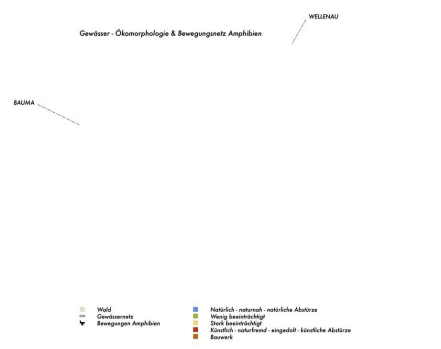 WELLENAU
Gewässer - Ökomorphologie & Bewegungsnetz Amphibien
BAUMA
Wald
Gewässernetz
Bewegungen Amphibien
Natürlich - naturnah - natürliche Abstürze
Wenig beeinträchtigt
Stark beeinträchtigt
Künstlich - naturfremd - eingedolt - künstliche Abstürze
Bauwerk